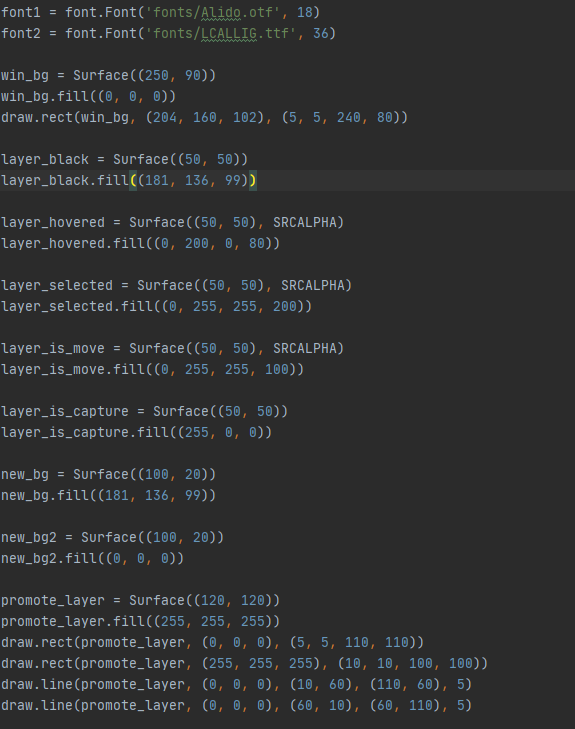 font1 = font.Font('fonts/Alido.otf', 18)
font2 = font.Font('fonts/LCALLIG.ttf', 36)
win_bg = Surface((250, 90))
win_bg.fill((0, 0, 0))
draw.rect(win_bg, (204, 160, 102), (5, 5, 240, 80))
layer_black = Surface((50, 50))
layer_black.fill((181, 136, 99))
layer_hovered = Surface((50, 50), SRCALPHA)
layer_hovered.fill((0, 200, 0, 80))
layer_selected = Surface((50, 50), SRCALPHA)
layer_selected.fill((0, 255, 255, 200))
layer_is_move = Surface((50, 50), SRCALPHA)
layer_is_move.fill((0, 255, 255, 100))
layer_is_capture = Surface((50, 50))
layer_is_capture.fill((255, 0, 0))
new_bg = Surface((100, 20))
new_bg.fill((181, 136, 99))
new_bg2 = Surface((100, 20))
new_bg2.fill((0, 0, 0))
promote_layer = Surface((120, 120))
promote_layer.fill((255, 255, 255))
draw.rect(promote_layer, (0, 0, 0), (5, 5, 110, 110))
draw.rect(promote_layer, (255, 255, 255), (10, 10, 100, 100))
draw.line(promote_layer, (0, 0, 0), (10, 60), (110, 60), 5)
draw.line(promote_layer, (0, 0, 0), (60, 10), (60, 110), 5)